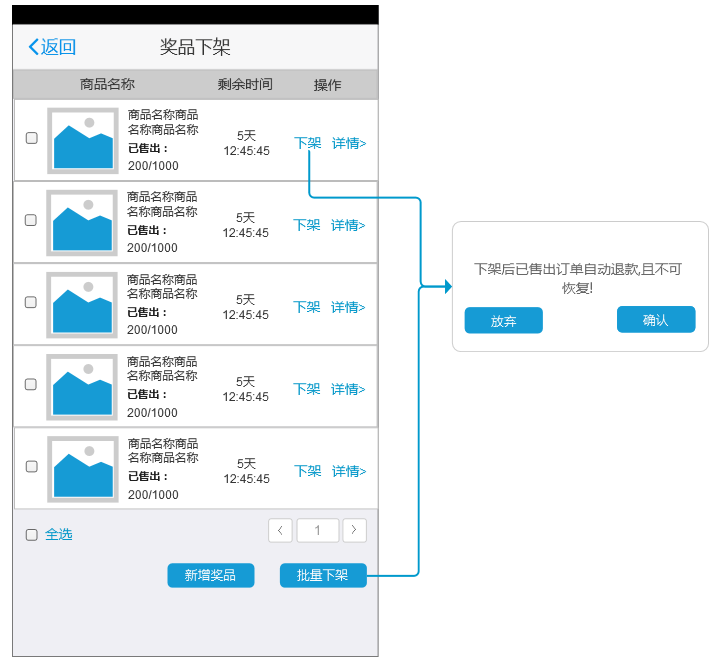 返回
奖品下架
商品名称 剩余时间 操作
商品名称商品
名称商品名称
已售出：
200/1000
5天
12:45:45
下架 详情>
商品名称商品
名称商品名称
已售出：
200/1000
5天
12:45:45
下架 详情>
商品名称商品
名称商品名称
已售出：
200/1000
5天
12:45:45
下架 详情>
商品名称商品
名称商品名称
已售出：
200/1000
5天
12:45:45
下架 详情>
商品名称商品
名称商品名称
已售出：
200/1000
5天
12:45:45
下架 详情>
全选
1
新增奖品 批量下架
下架后已售出订单自动退款,且不可
恢复!
放弃 确认